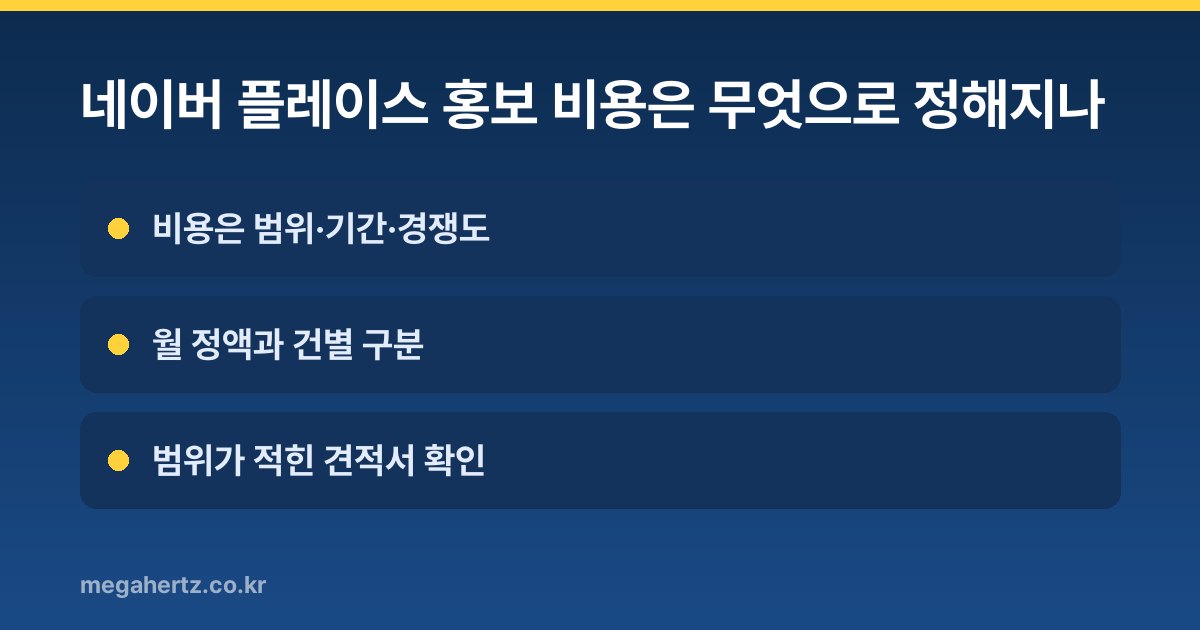 네이버 플레이스 홍보 비용은 무엇으로 정해지나
비용은 범위·기간·경쟁도
월 정액과 건별 구분
범위가 적힌 견적서 확인
megahertz.co.kr